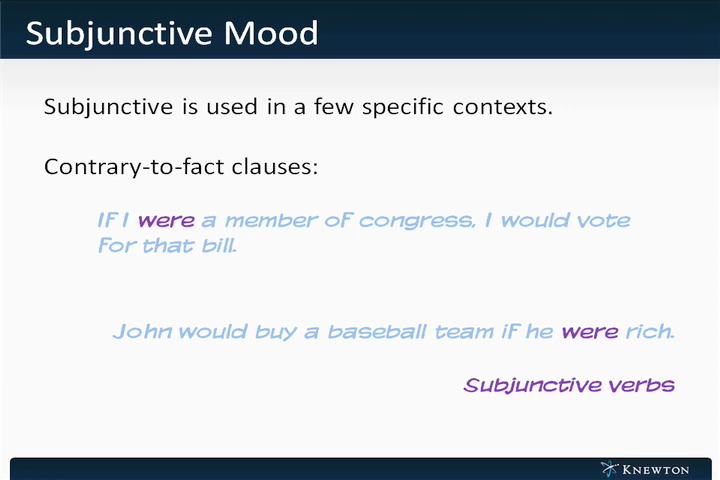 Subjunctive Mood
Subjunctive is used in a few specific contexts.
Contrary-to-fact clauses:
If I were a member of congress, I would vote
for that bill.
John would buy a baseball team if he were rich.
Subjunctive verbs
KNEWTON